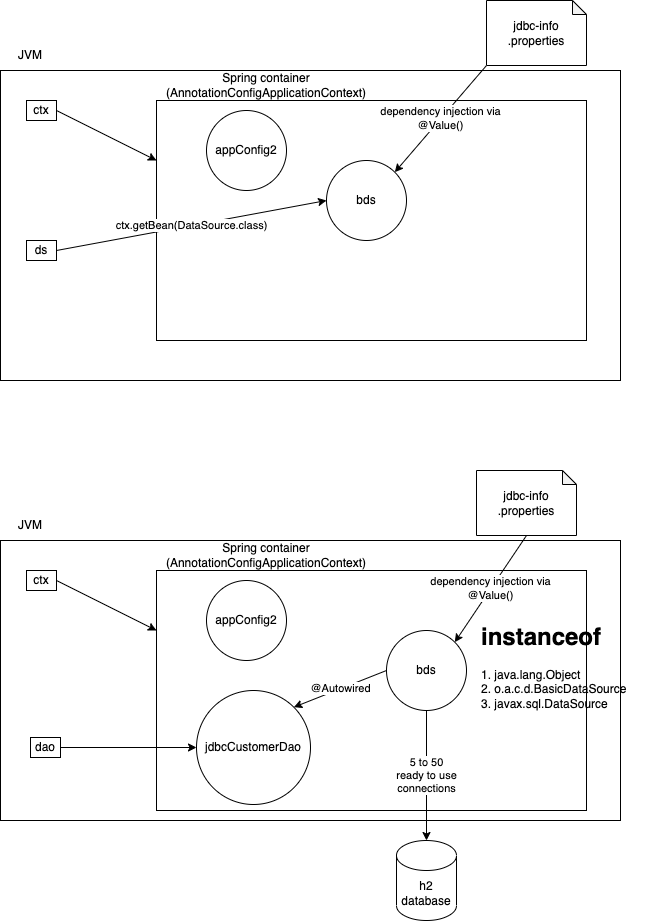 jdbc-info
.properties
JVM
Spring container
(AnnotationConfigApplicationContext)
ctx
dependency injection via
@Value()
appConfig2
bds
ctx.getBean(DataSource.class)
ds
jdbc-info
.properties
JVM
Spring container
(AnnotationConfigApplicationContext)
ctx
dependency injection via
@Value()
appConfig2
instanceof
bds
1. java.lang.Object
2. o.a.c.d.BasicDataSource
3. javax.sql.DataSource
@Autowired
dao
jdbcCustomerDao
5 to 50
ready to use
connections
h2
database